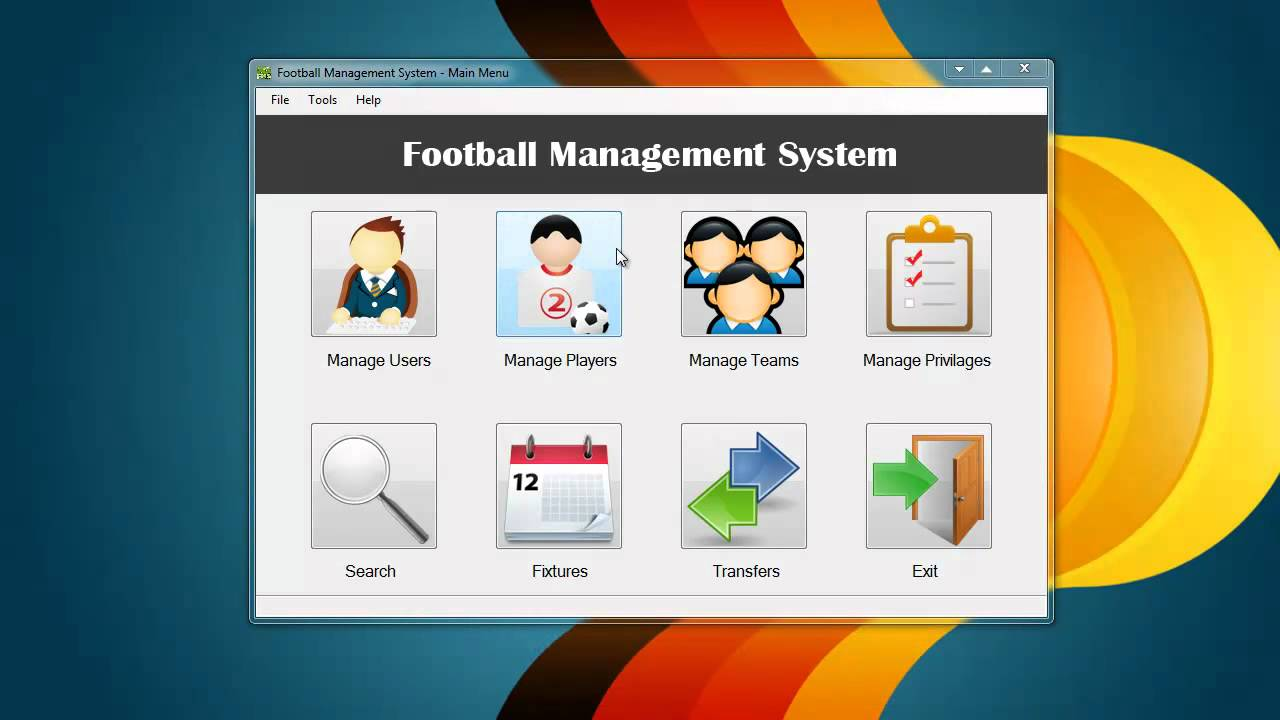 Football Management System - Main Menu
File Tools Help
Football Management System
2
Manage Users Manage Players Manage Teams Manage Privilages
12
Search Fixtures Transfers Exit